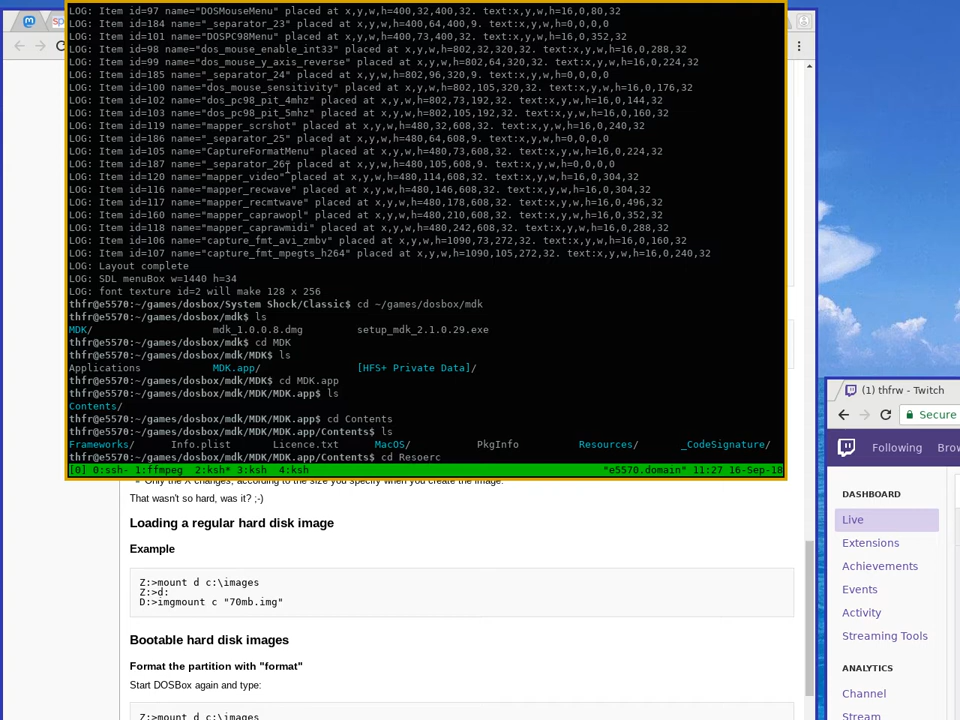 LOG: Item id=97 name="DOSMouseMenu" placed at x,y,w,h=400,32,400,32. text:x,y,w,h=16,0,80,32
LOG: Item id=184 name="_separator_23" placed at x,y,w,h=400,64,400,9. text:x,y,w,h=0,0,0,0
LOG: Item id=101 name="DOSPC98Menu" placed at x,y,w,h=400,73,400,32. text:x,y,w,h=16,0,352,32
LOG: Item id=98 name="dos_mouse_enable_int33" placed at x,y,w,h=802,32,320,32. text:x,y,w,h=16,0,288,32
LOG: Item id=99 name="dos_mouse_y_axis_reverse" placed at x,y,w,h=802,64,320,32. text:x,y,w,h=16,0,224,32
LOG: Item id=185 name="_separator_24" placed at x,y,w,h=802,96,320,9. text:x,y,w,h=0,0,0,0
LOG: Item id=100 name="dos_mouse_sensitivity" placed at x,y,w,h=802,105,320,32. text:x,y,w,h=16,0,176,32
LOG: Item id=102 name="dos_pc98_pit_4mhz" placed at x,y,w,h=802,73,192,32. text:x,y,w,h=16,0,144,32
LOG: Item id=103 name="dos_pc98_pit_5mhz" placed at x,y,w,h=802,105,192,32. text:x,y,w,h=16,0,160,32
LOG: Item id=119 name="mapper_scrshot" placed at x,y,w,h=480,32,608,32. text:x,y,w,h=16,0,240,32
LOG: Item id=186 name="_separator_25" placed at x,y,w,h=480,64,608,9. text:x,y,w,h=0,0,0,0
LOG: Item id=105 name="CaptureFormatMenu" placed at x,y,w,h=480,73,608,32. text:x,y,w,h=16,0,224,32
LOG: Item id=187 name="_separator_26" placed at x,y,w,h=480,105,608,9. text:x,y,w,h=0,0,0,0
LOG: Item id=120 name="mapper_video" placed at x,y,w,h=480,114,608,32. text:x,y,w,h=16,0,304,32
LOG: Item id=116 name="mapper_recwave" placed at x,y,w,h=480,146,608,32. text:x,y,w,h=16,0,304,32
LOG: Item id=117 name="mapper_recmtwave" placed at x,y,w,h=480,178,608,32. text:x,y,w,h=16,0,496,32
LOG: Item id=160 name="mapper_caprawopl" placed at x,y,w,h=480,210,608,32. text:x,y,w,h=16,0,352,32
LOG: Item id=118 name="mapper_caprawmidi" placed at x,y,w,h=480,242,608,32. text:x,y,w,h=16,0,288,32
LOG: Item id=106 name="capture_fmt_avi_zmbv" placed at x,y,w,h=1090,73,272,32. text:x,y,w,h=16,0,160,32
LOG: Item id=107 name="capture_fmt_mpegts_h264" placed at x,y,w,h=1090,105,272,32. text:x,y,w,h=16,0,240,32
LOG: Layout complete
LOG: SDL menuBox w=1440 h=34
LOG: font texture id=2 will make 128 x 256
thfr@e5570:~/games/dosbox/System Shock/Classic$ cd ~/games/dosbox/mdk
thfr@e5570:~/games/dosbox/mdk$ ls
MDK/ mdk_1.0.0.8.dmg setup_mdk_2.1.0.29.exe
thfr@e5570:~/games/dosbox/mdk$ cd MDK
thfr@e5570:~/games/dosbox/mdk/MDK$ ls
Applications MDK.app/ [HFS+ Private Data]/
thfr@e5570:~/games/dosbox/mdk/MDK$ cd MDK.app
thfr@e5570:~/games/dosbox/mdk/MDK/MDK.app$ ls
Contents/
thfr@e5570:~/games/dosbox/mdk/MDK/MDK.app$ cd Contents
thfr@e5570:~/games/dosbox/mdk/MDK/MDK.app/Contents$ ls
Frameworks/ Info.plist Licence.txt MacOS/ PkgInfo Resources/ _CodeSignature/
thfr@e5570:~/games/dosbox/mdk/MDK/MDK.app/Contents$ cd Resoerc
[0] 0:ssh- 1:ffmpeg 2:ksh* 3:ksh 4:ksh "e5570.domain" 11:27 16-Sep-18
Only the X changes, according to the size you specify when you create the image.
That wasn't so hard, was it? ;-)
Loading a regular hard disk image
Example
Z:>mount d c:\images
Z:>d:
D:>imgmount c "70mb.img"
Bootable hard disk images
Format the partition with "format"
Start DOSBox again and type:
Z:>mount d c:\images
(1) thfrw - Twitch
Secure
Following Brow
DASHBOARD
Live
Extensions
Achievements
Events
Activity
Streaming Tools
ANALYTICS
Channel
Stream